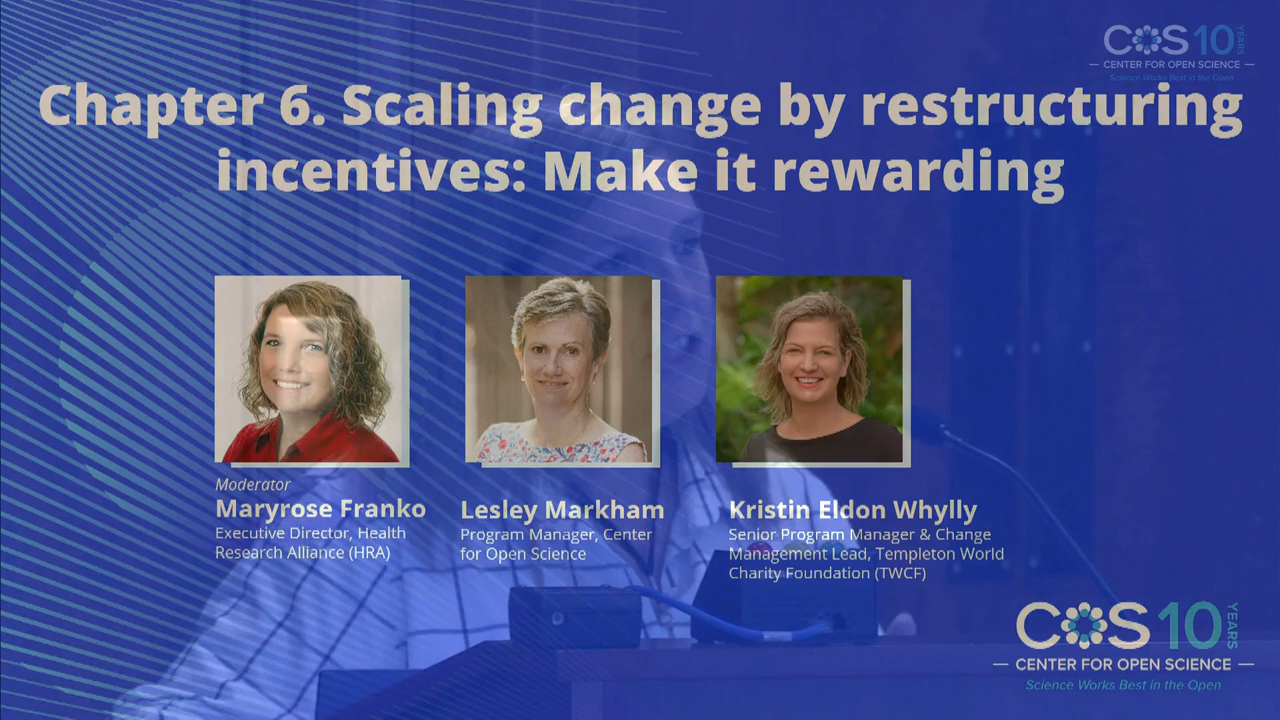 COS 10 YEARS
CENTER FOR OPEN SCIENCE
Science Works Best in the Open
Chapter 6. Scaling change by restructuring
incentives: Make it rewarding
Moderator
Maryrose Franko
Executive Director, Health
Research Alliance (HRA)
Lesley Markham
Program Manager, Center
for Open Science
Kristin Eldon Whylly
Senior Program Manager & Change
Management Lead, Templeton World
Charity Foundation (TWCF)
COS 10 YEARS
CENTER FOR OPEN SCIENCE
Science Works Best in the Open